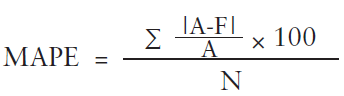 MAPE = ∑ |A-F| / A × 100 / N